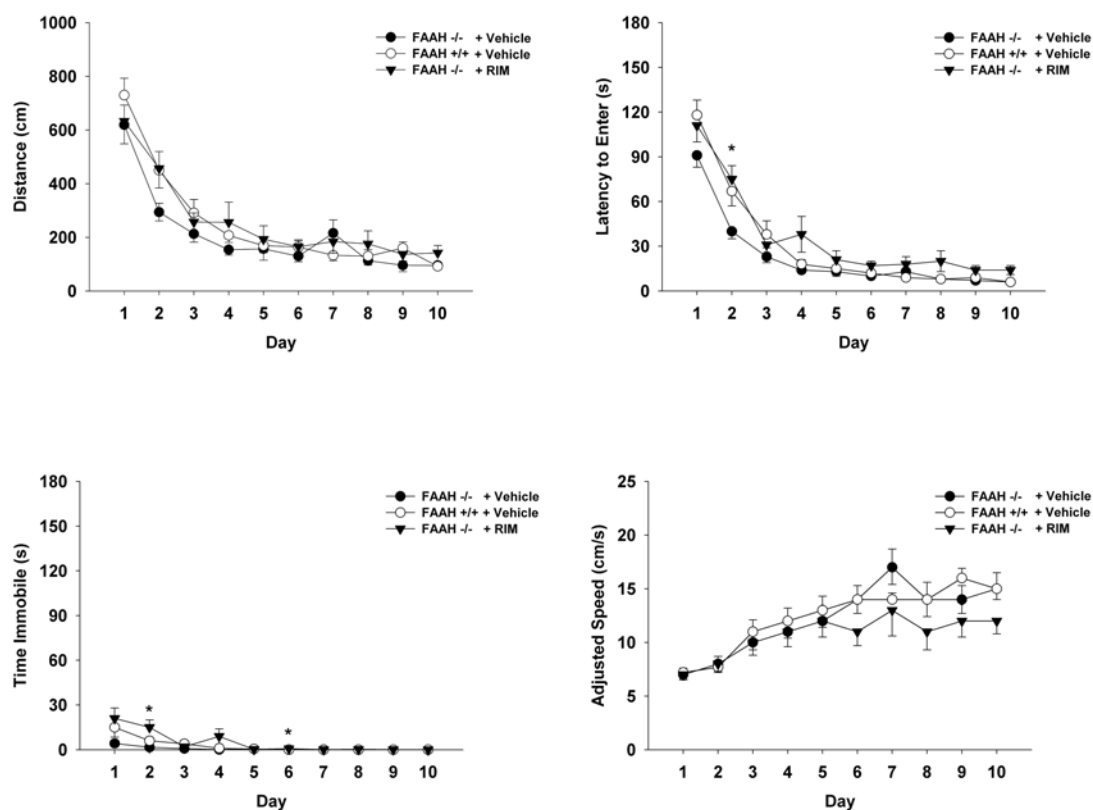 1000
800
600
400
200
0
Distance (cm)
FAAH -/- + Vehicle
FAAH +/+ + Vehicle
FAAH -/- + RIM
1 2 3 4 5 6 7 8 9 10
Day
180
150
120
90
60
30
0
Latency to Enter (s)
FAAH -/- + Vehicle
FAAH +/+ + Vehicle
FAAH -/- + RIM
*
1 2 3 4 5 6 7 8 9 10
Day
180
150
120
90
60
30
0
Time Immobile (s)
FAAH -/- + Vehicle
FAAH +/+ + Vehicle
FAAH -/- + RIM
* *
1 2 3 4 5 6 7 8 9 10
Day
25
20
15
10
5
0
Adjusted Speed (cm/s)
FAAH -/- + Vehicle
FAAH +/+ + Vehicle
FAAH -/- + RIM
1 2 3 4 5 6 7 8 9 10
Day